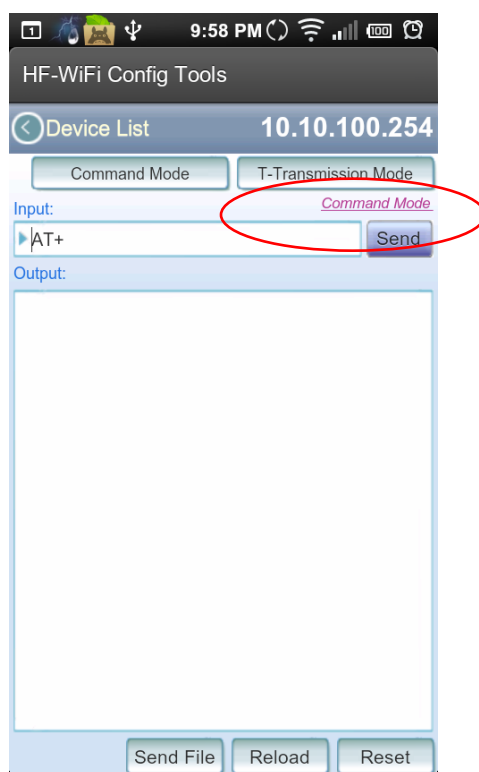 1 9:58 PM 100
HF-WiFi Config Tools
Device List 10.10.100.254
Command Mode T-Transmission Mode
Input: Command Mode
AT+ Send
Output:
Send File Reload Reset